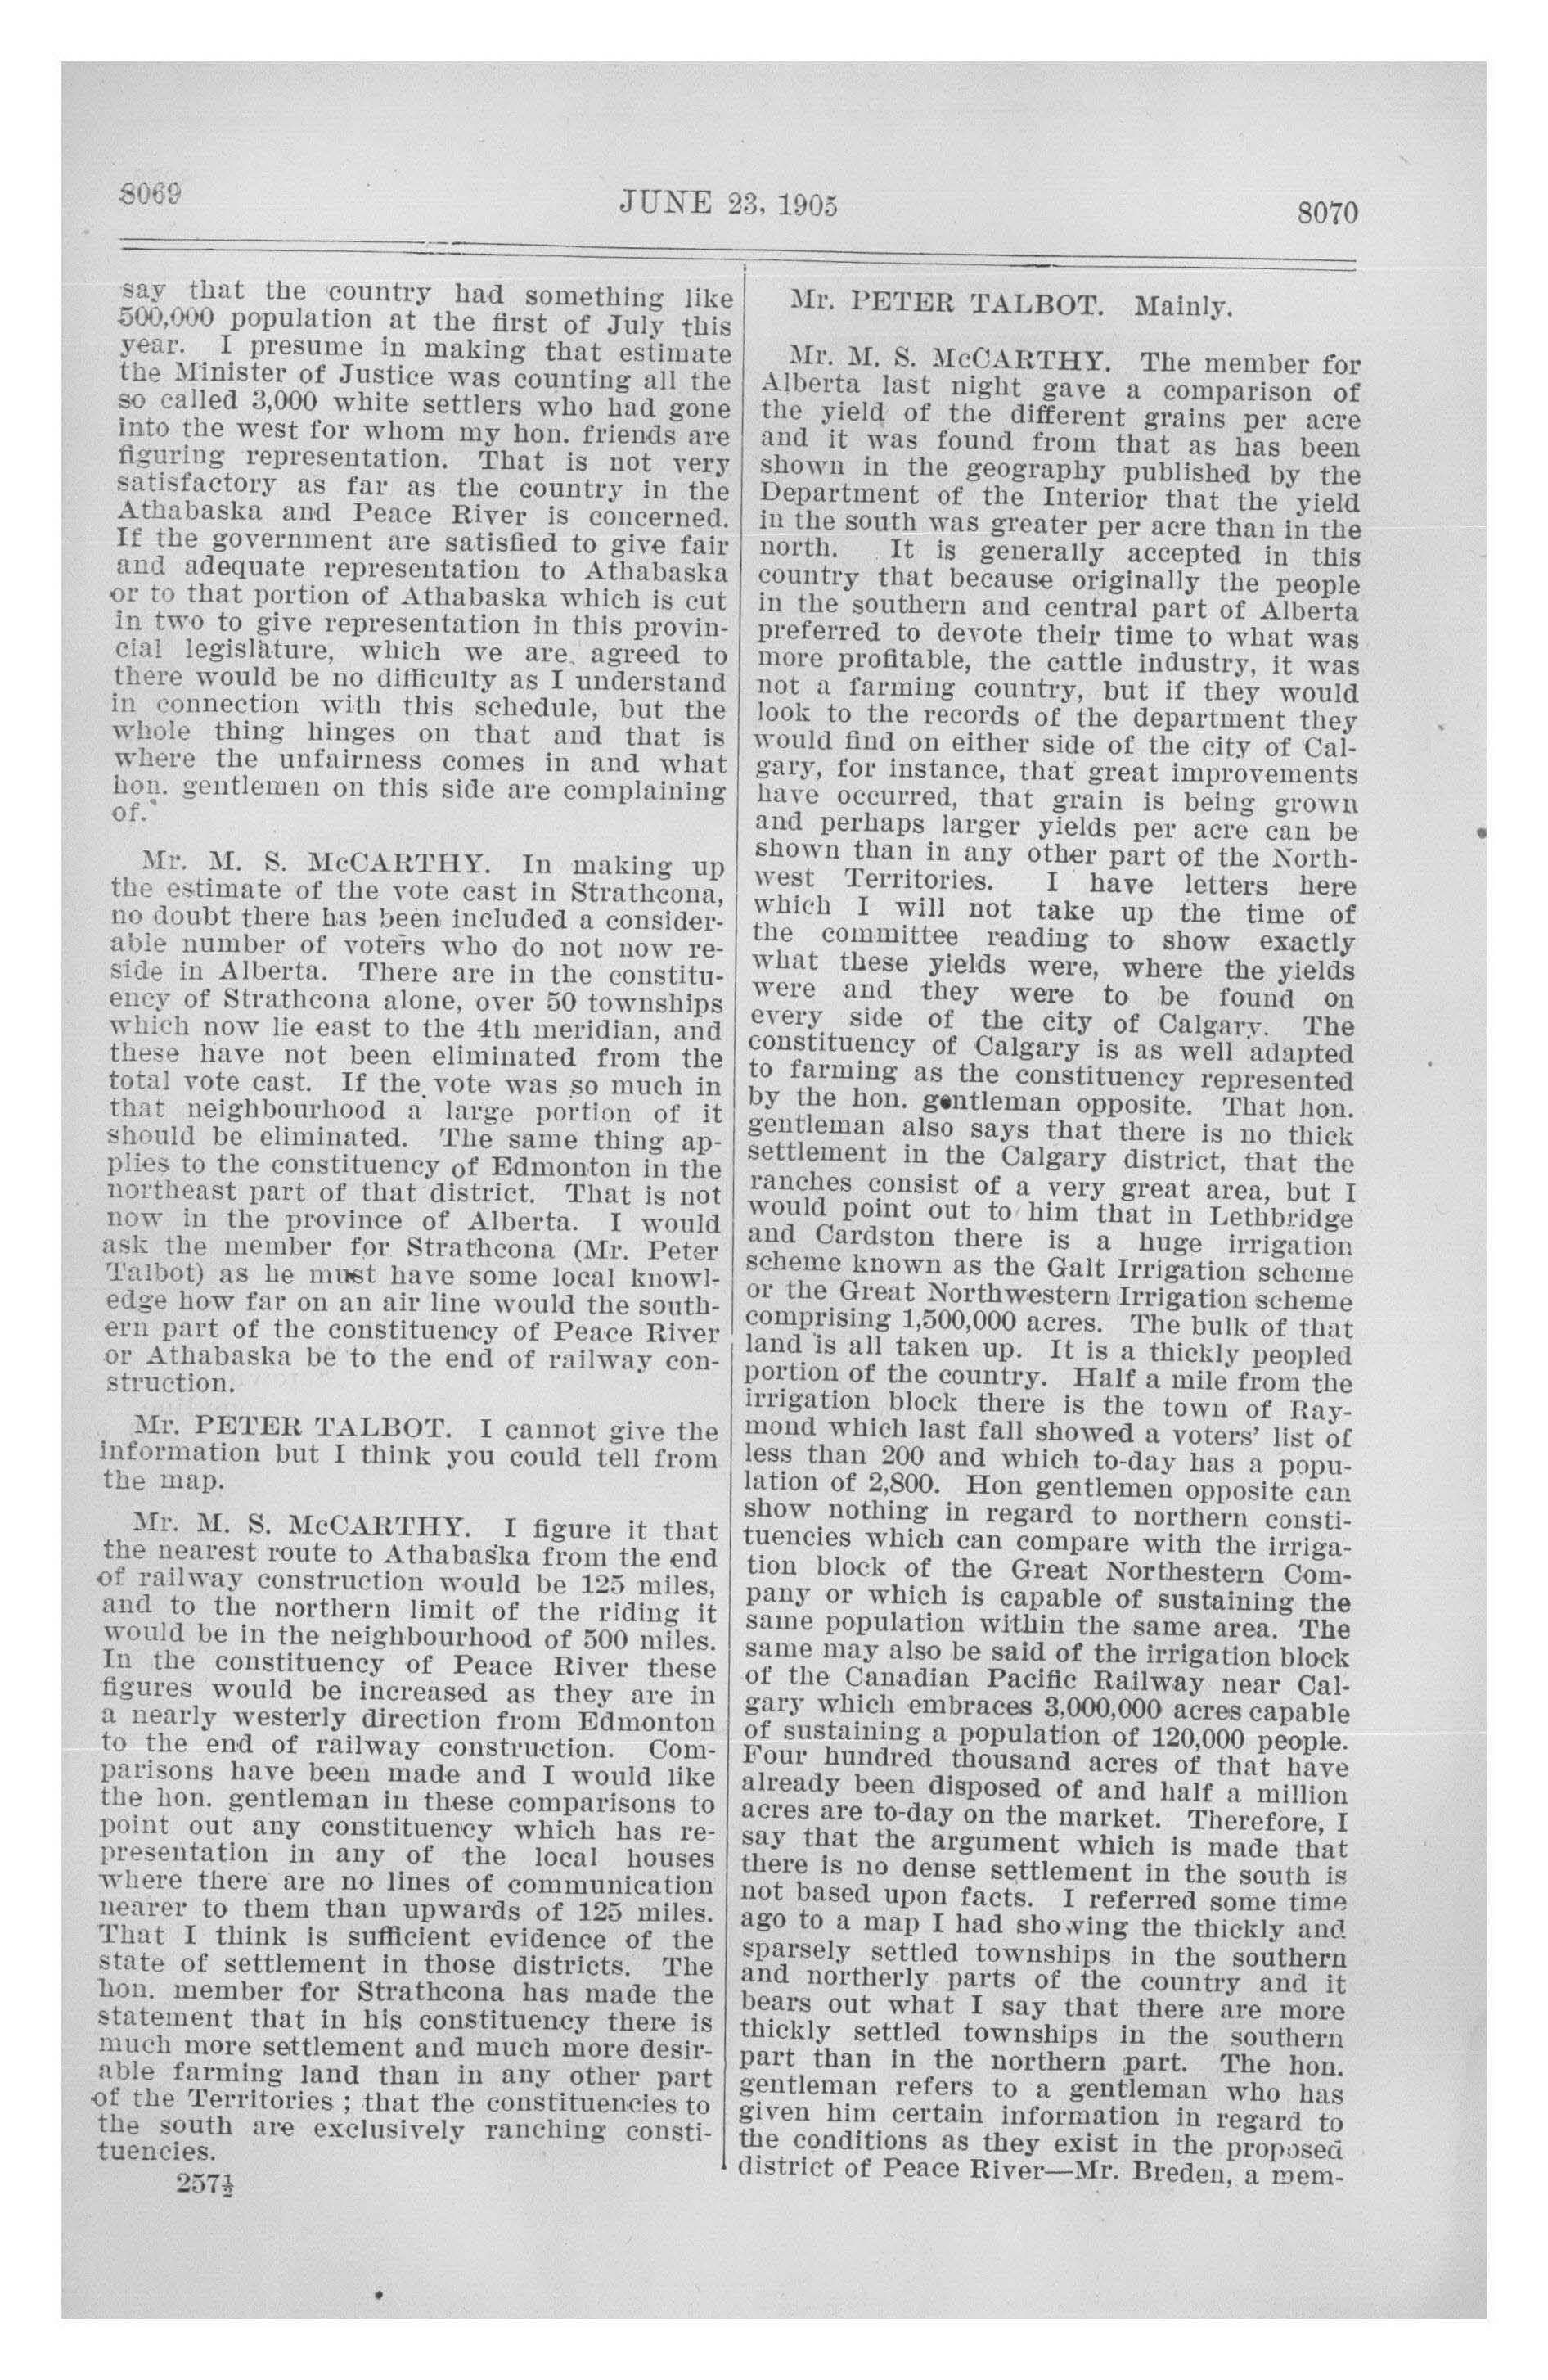 8069
JUNE 23, 1905
8070
say that the country had something like
500,000 population at the first of July this
year. I presume in making that estimate
the Minister of Justice was counting all the
so called 3,000 white settlers who had gone
into the west for whom my hon. friends are
figuring representation. That is not very
satisfactory as far as the country in the
Athabaska and Peace River is concerned.
If the government are satisfied to give fair
and adequate representation to Athabaska
or to that portion of Athabaska which is cut
in two to give representation in this provin-
cial legislature, which we are agreed to
there would be no difficulty as I understand
in connection with this schedule, but the
whole thing hinges on that and that is
where the unfairness comes in and what
hon. gentlemen on this side are complaining
of.
Mr. M. S. McCARTHY. In making up
the estimate of the vote cast in Strathcona,
no doubt there has been included a consider-
able number of voters who do not now re-
side in Alberta. There are in the constitu-
ency of Strathcona alone, over 50 townships
which now lie east to the 4th meridian, and
these have not been eliminated from the
total vote cast. If the vote was so much in
that neighbourhood a large portion of it
should be eliminated. The same thing ap-
plies to the constituency of Edmonton in the
northeast part of that district. That is not
now in the province of Alberta. I would
ask the member for Strathcona (Mr. Peter
Talbot) as he must have some local knowl-
edge how far on an air line would the south-
ern part of the constituency of Peace River
or Athabaska be to the end of railway con-
struction.
Mr. PETER TALBOT. I cannot give the
information but I think you could tell from
the map.
Mr. M. S. McCARTHY. I figure it that
the nearest route to Athabaska from the end
of railway construction would be 125 miles,
and to the northern limit of the riding it
would be in the neighbourhood of 500 miles.
In the constituency of Peace River these
figures would be increased as they are in
a nearly westerly direction from Edmonton
to the end of railway construction. Com-
parisons have been made and I would like
the hon. gentleman in these comparisons to
point out any constituency which has re-
presentation in any of the local houses
where there are no lines of communication
nearer to them than upwards of 125 miles.
That I think is sufficient evidence of the
state of settlement in those districts. The
hon. member for Strathcona has made the
statement that in his constituency there is
much more settlement and much more desir-
able farming land than in any other part
of the Territories ; that the constituencies to
the south are exclusively ranching consti-
tuencies.
257½
Mr. PETER TALBOT. Mainly.
Mr. M. S. McCARTHY. The member for
Alberta last night gave a comparison of
the yield of the different grains per acre
and it was found from that as has been
shown in the geography published by the
Department of the Interior that the yield
in the south was greater per acre than in the
north. It is generally accepted in this
country that because originally the people
in the southern and central part of Alberta
preferred to devote their time to what was
more profitable, the cattle industry, it was
not a farming country, but if they would
look to the records of the department they
would find on either side of the city of Cal-
gary, for instance, that great improvements
have occurred, that grain is being grown
and perhaps larger yields per acre can be
shown than in any other part of the North-
west Territories. I have letters here
which I will not take up the time of
the committee reading to show exactly
what these yields were, where the yields
were and they were to be found on
every side of the city of Calgary. The
constituency of Calgary is as well adapted
to farming as the constituency represented
by the hon. gentleman opposite. That hon.
gentleman also says that there is no thick
settlement in the Calgary district, that the
ranches consist of a very great area, but I
would point out to him that in Lethbridge
and Cardston there is a huge irrigation
scheme known as the Galt Irrigation scheme
or the Great Northwestern Irrigation scheme
comprising 1,500,000 acres. The bulk of that
land is all taken up. It is a thickly peopled
portion of the country. Half a mile from the
irrigation block there is the town of Ray-
mond which last fall showed a voters' list of
less than 200 and which to-day has a popu-
lation of 2,800. Hon gentlemen opposite can
show nothing in regard to northern consti-
tuencies which can compare with the irriga-
tion block of the Great Northestern Com-
pany or which is capable of sustaining the
same population within the same area. The
same may also be said of the irrigation block
of the Canadian Pacific Railway near Cal-
gary which embraces 3,000,000 acres capable
of sustaining a population of 120,000 people.
Four hundred thousand acres of that have
already been disposed of and half a million
acres are to-day on the market. Therefore, I
say that the argument which is made that
there is no dense settlement in the south is
not based upon facts. I referred some time
ago to a map I had showing the thickly and
sparsely settled townships in the southern
and northerly parts of the country and it
bears out what I say that there are more
thickly settled townships in the southern
part than in the northern part. The hon.
gentleman refers to a gentleman who has
given him certain information in regard to
the conditions as they exist in the proposed
district of Peace River—Mr. Breden, a mem-